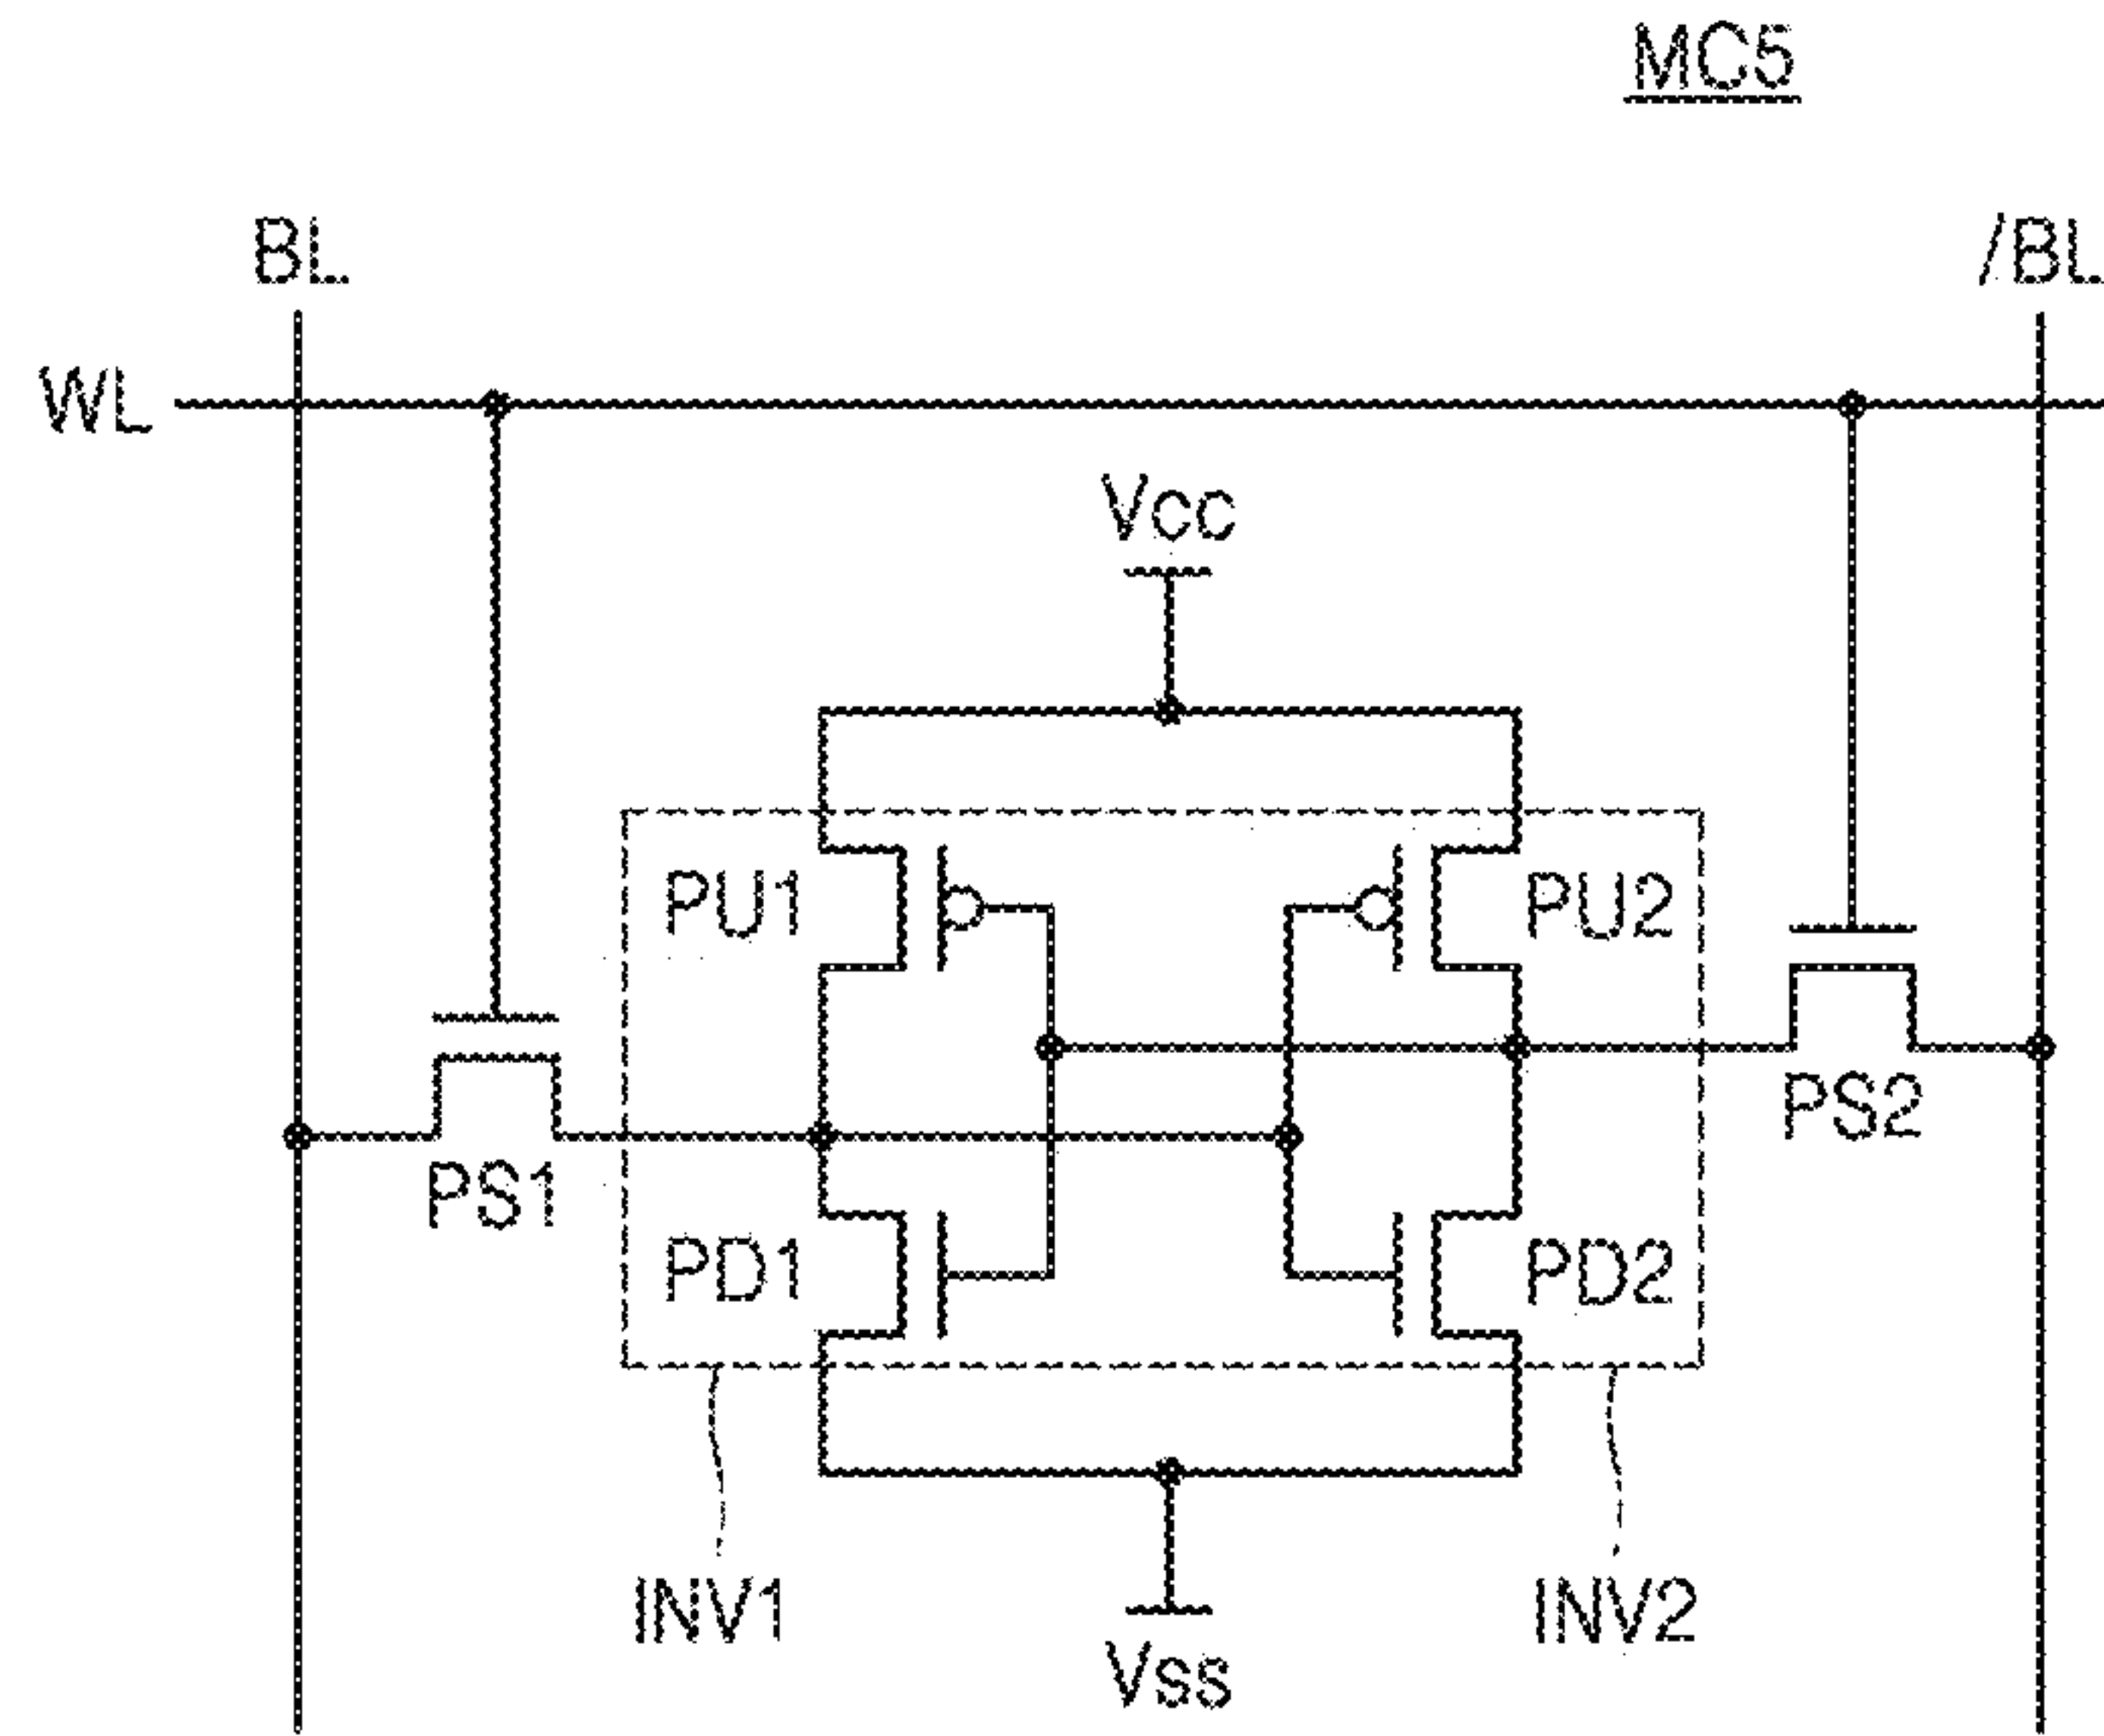 MC5
BL
/BL
WL
Vcc
PU1
PU2
PS2
PS1
PD1
PD2
INV1
INV2
Vss